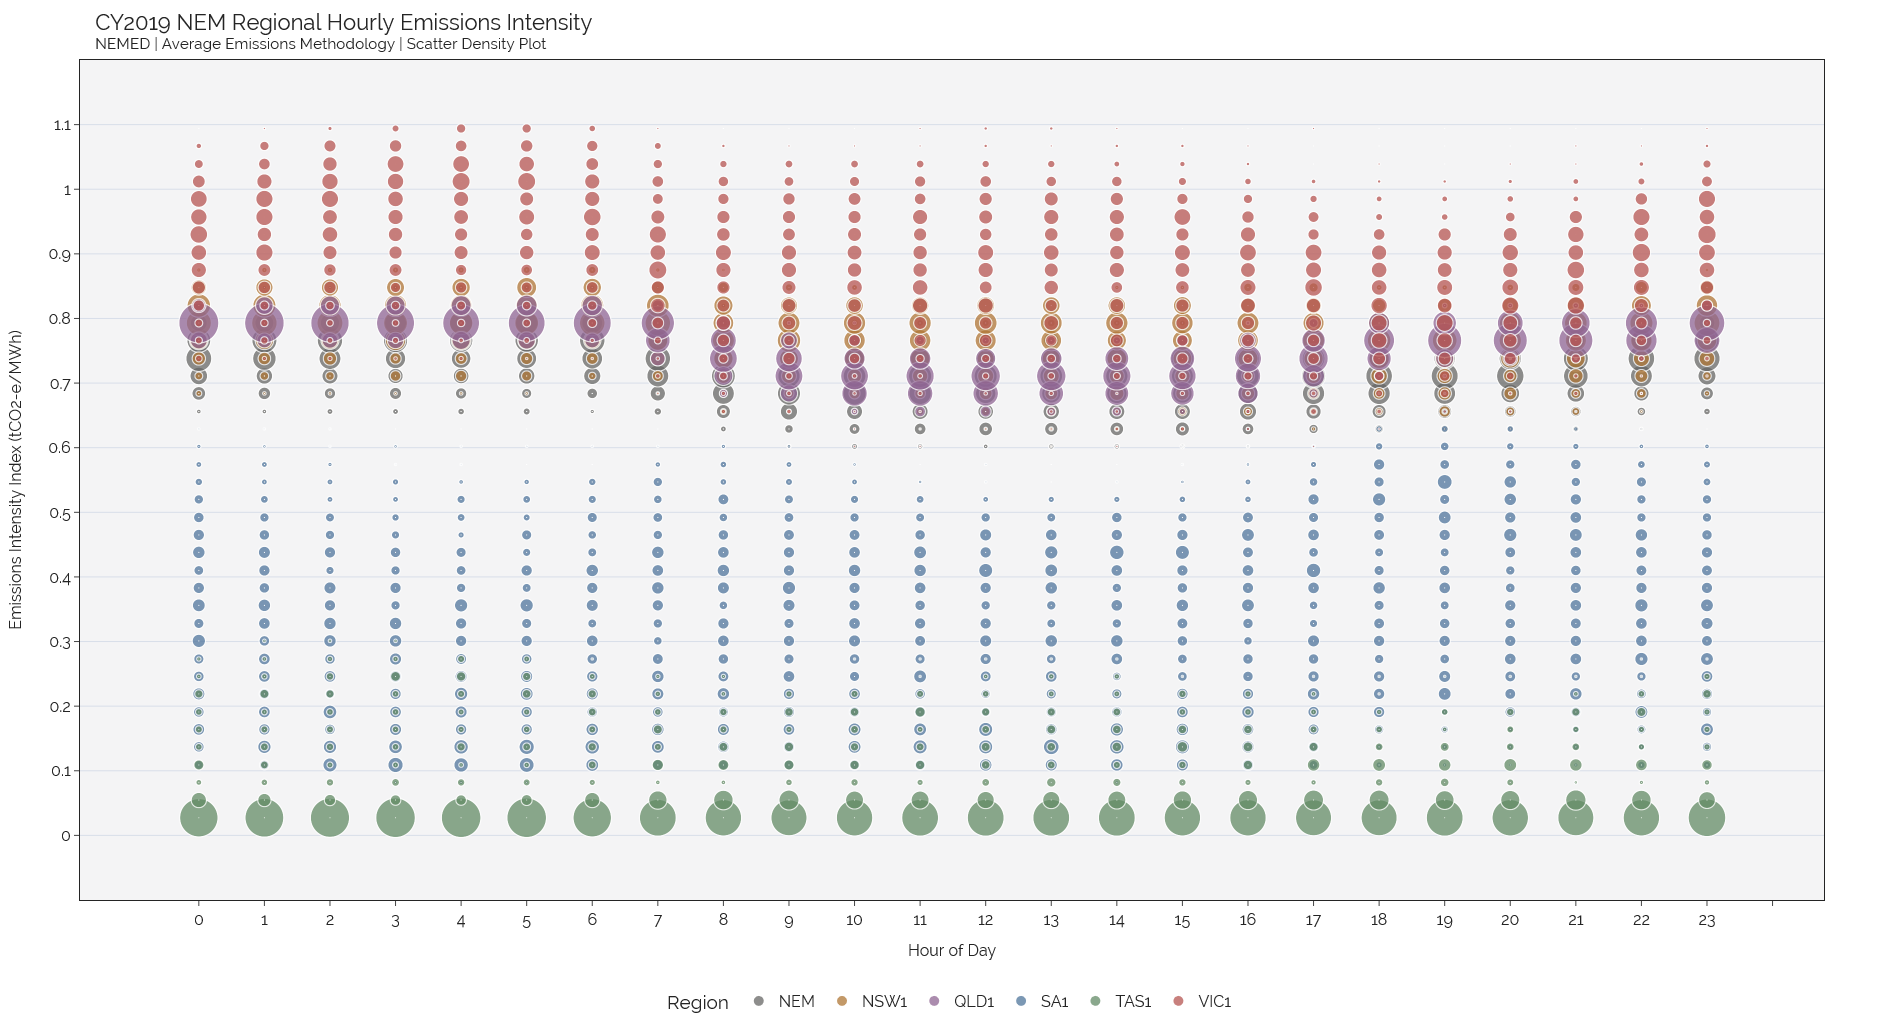 CY2019 NEM Regional Hourly Emissions Intensity
NEMED | Average Emissions Methodology | Scatter Density Plot
Emissions Intensity Index (tCO2-e/MWh)
1.1
1
0.9
0.8
0.7
0.6
0.5
0.4
0.3
0.2
0.1
0
0 1 2 3 4 5 6 7 8 9 10 11 12 13 14 15 16 17 18 19 20 21 22 23
Hour of Day
Region NEM NSW1 QLD1 SA1 TAS1 VIC1